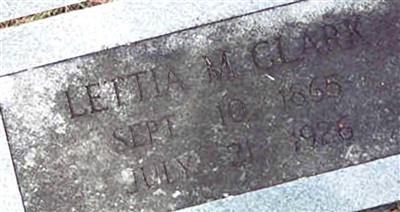 LETTIA M. CLARK
SEPT 10 1865
JULY 21 1926